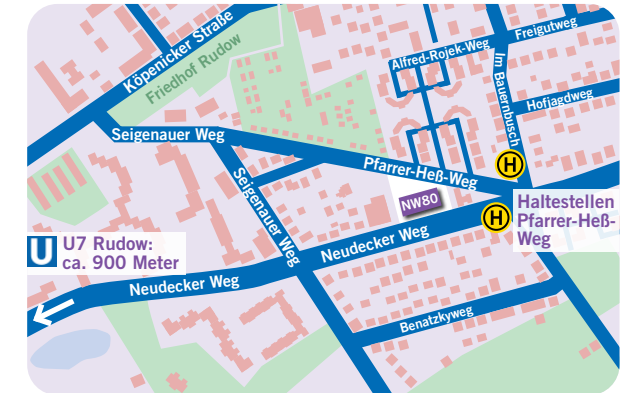 Köpenicker Straße
Friedhof Rudow
Alfred-Rojek-Weg
Freigutweg
Im Bauernbusch
Hofjagdweg
Seigenauer Weg
Pfarrer-Heß-Weg
H
Seigenauer Weg
NW80
H
Haltestellen
Pfarrer-Heß-
Weg
Neudecker Weg
U
U7 Rudow:
ca. 900 Meter
Neudecker Weg
Benatzkyweg